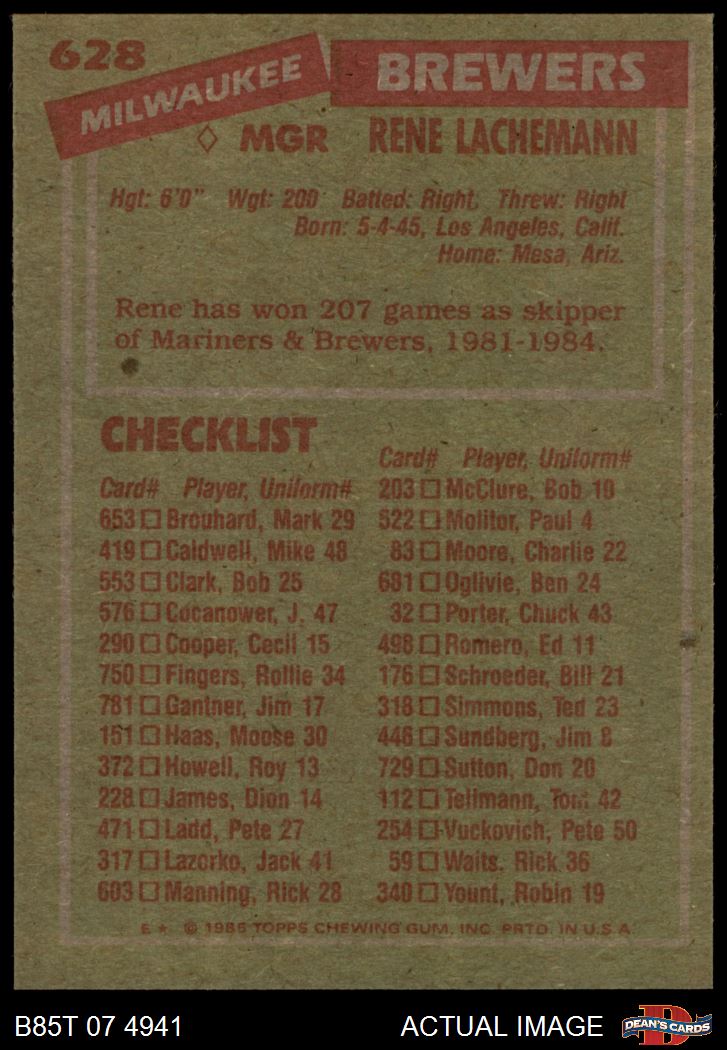 628
MILWAUKEE BREWERS
MGR RENE LACHEMANN
Hgt: 6'0" Wgt: 200 Batted: Right Threw: Right
Born: 5-4-45, Los Angeles, Calif.
Home: Mesa, Ariz.
Rene has won 207 games as skipper
of Mariners & Brewers, 1981-1984.
CHECKLIST
Card# Player, Uniform#
653 Brouhard, Mark 29
419 Caldwell, Mike 48
553 Clark, Bob 25
576 Cocanower, J. 47
290 Cooper, Cecil 15
750 Fingers, Rollie 34
781 Gantner, Jim 17
151 Haas, Moose 30
372 Howell, Roy 13
228 James, Dion 14
471 Ladd, Pete 27
317 Lazorko, Jack 41
603 Manning, Rick 28
Card# Player, Uniform#
203 McClure, Bob 10
522 Molitor, Paul 4
83 Moore, Charlie 22
681 Oglivie, Ben 24
32 Porter, Chuck 43
498 Romero, Ed 11
176 Schroeder, Bill 21
318 Simmons, Ted 23
446 Sundberg, Jim 8
729 Sutton, Don 20
112 Tellmann, Tom 42
254 Vuckovich, Pete 50
59 Waits, Rick 36
340 Yount, Robin 19
E ★ © 1985 TOPPS CHEWING GUM, INC. PRTD. IN U.S.A.
B85T 07 4941 ACTUAL IMAGE
D
DEAN'S CARDS